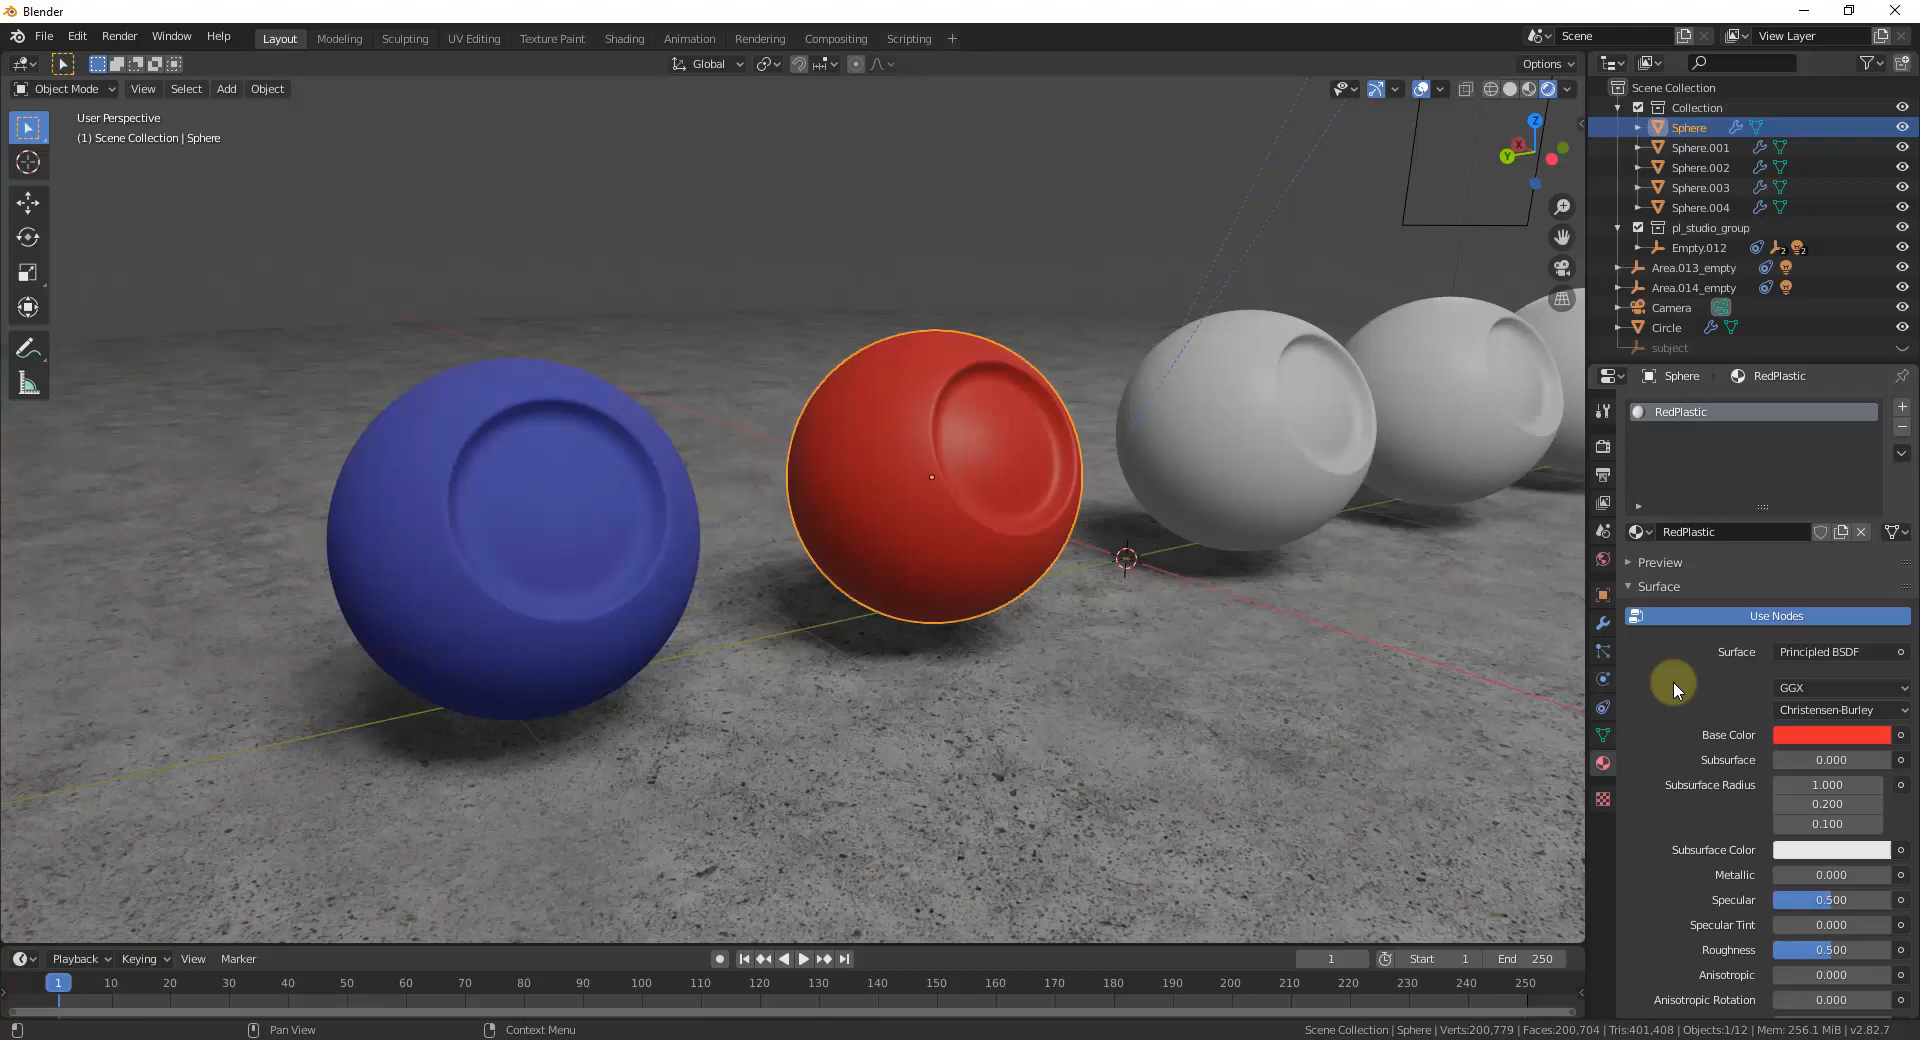 Blender
File Edit Render Window Help Layout Modeling Sculpting UV Editing Texture Paint Shading Animation Rendering Compositing Scripting + Scene View Layer
Global Options
Object Mode View Select Add Object
User Perspective
(1) Scene Collection | Sphere
Z
X
Y
Scene Collection
Collection
Sphere
Sphere.001
Sphere.002
Sphere.003
Sphere.004
pl_studio_group
Empty.012 2 2
Area.013_empty
Area.014_empty
Camera
Circle
subject
Sphere RedPlastic
RedPlastic
RedPlastic
Preview
Surface
Use Nodes
Surface Principled BSDF
GGX
Christensen-Burley
Base Color
Subsurface 0.000
Subsurface Radius 1.000
0.200
0.100
Subsurface Color
Metallic 0.000
Specular 0.500
Specular Tint 0.000
Roughness 0.500
Anisotropic 0.000
Anisotropic Rotation 0.000
Playback Keying View Marker 1 Start 1 End 250
1 10 20 30 40 50 60 70 80 90 100 110 120 130 140 150 160 170 180 190 200 210 220 230 240 250
Pan View Context Menu Scene Collection | Sphere | Verts:200,779 | Faces:200,704 | Tris:401,408 | Objects:1/12 | Mem: 256.1 MiB | v2.82.7